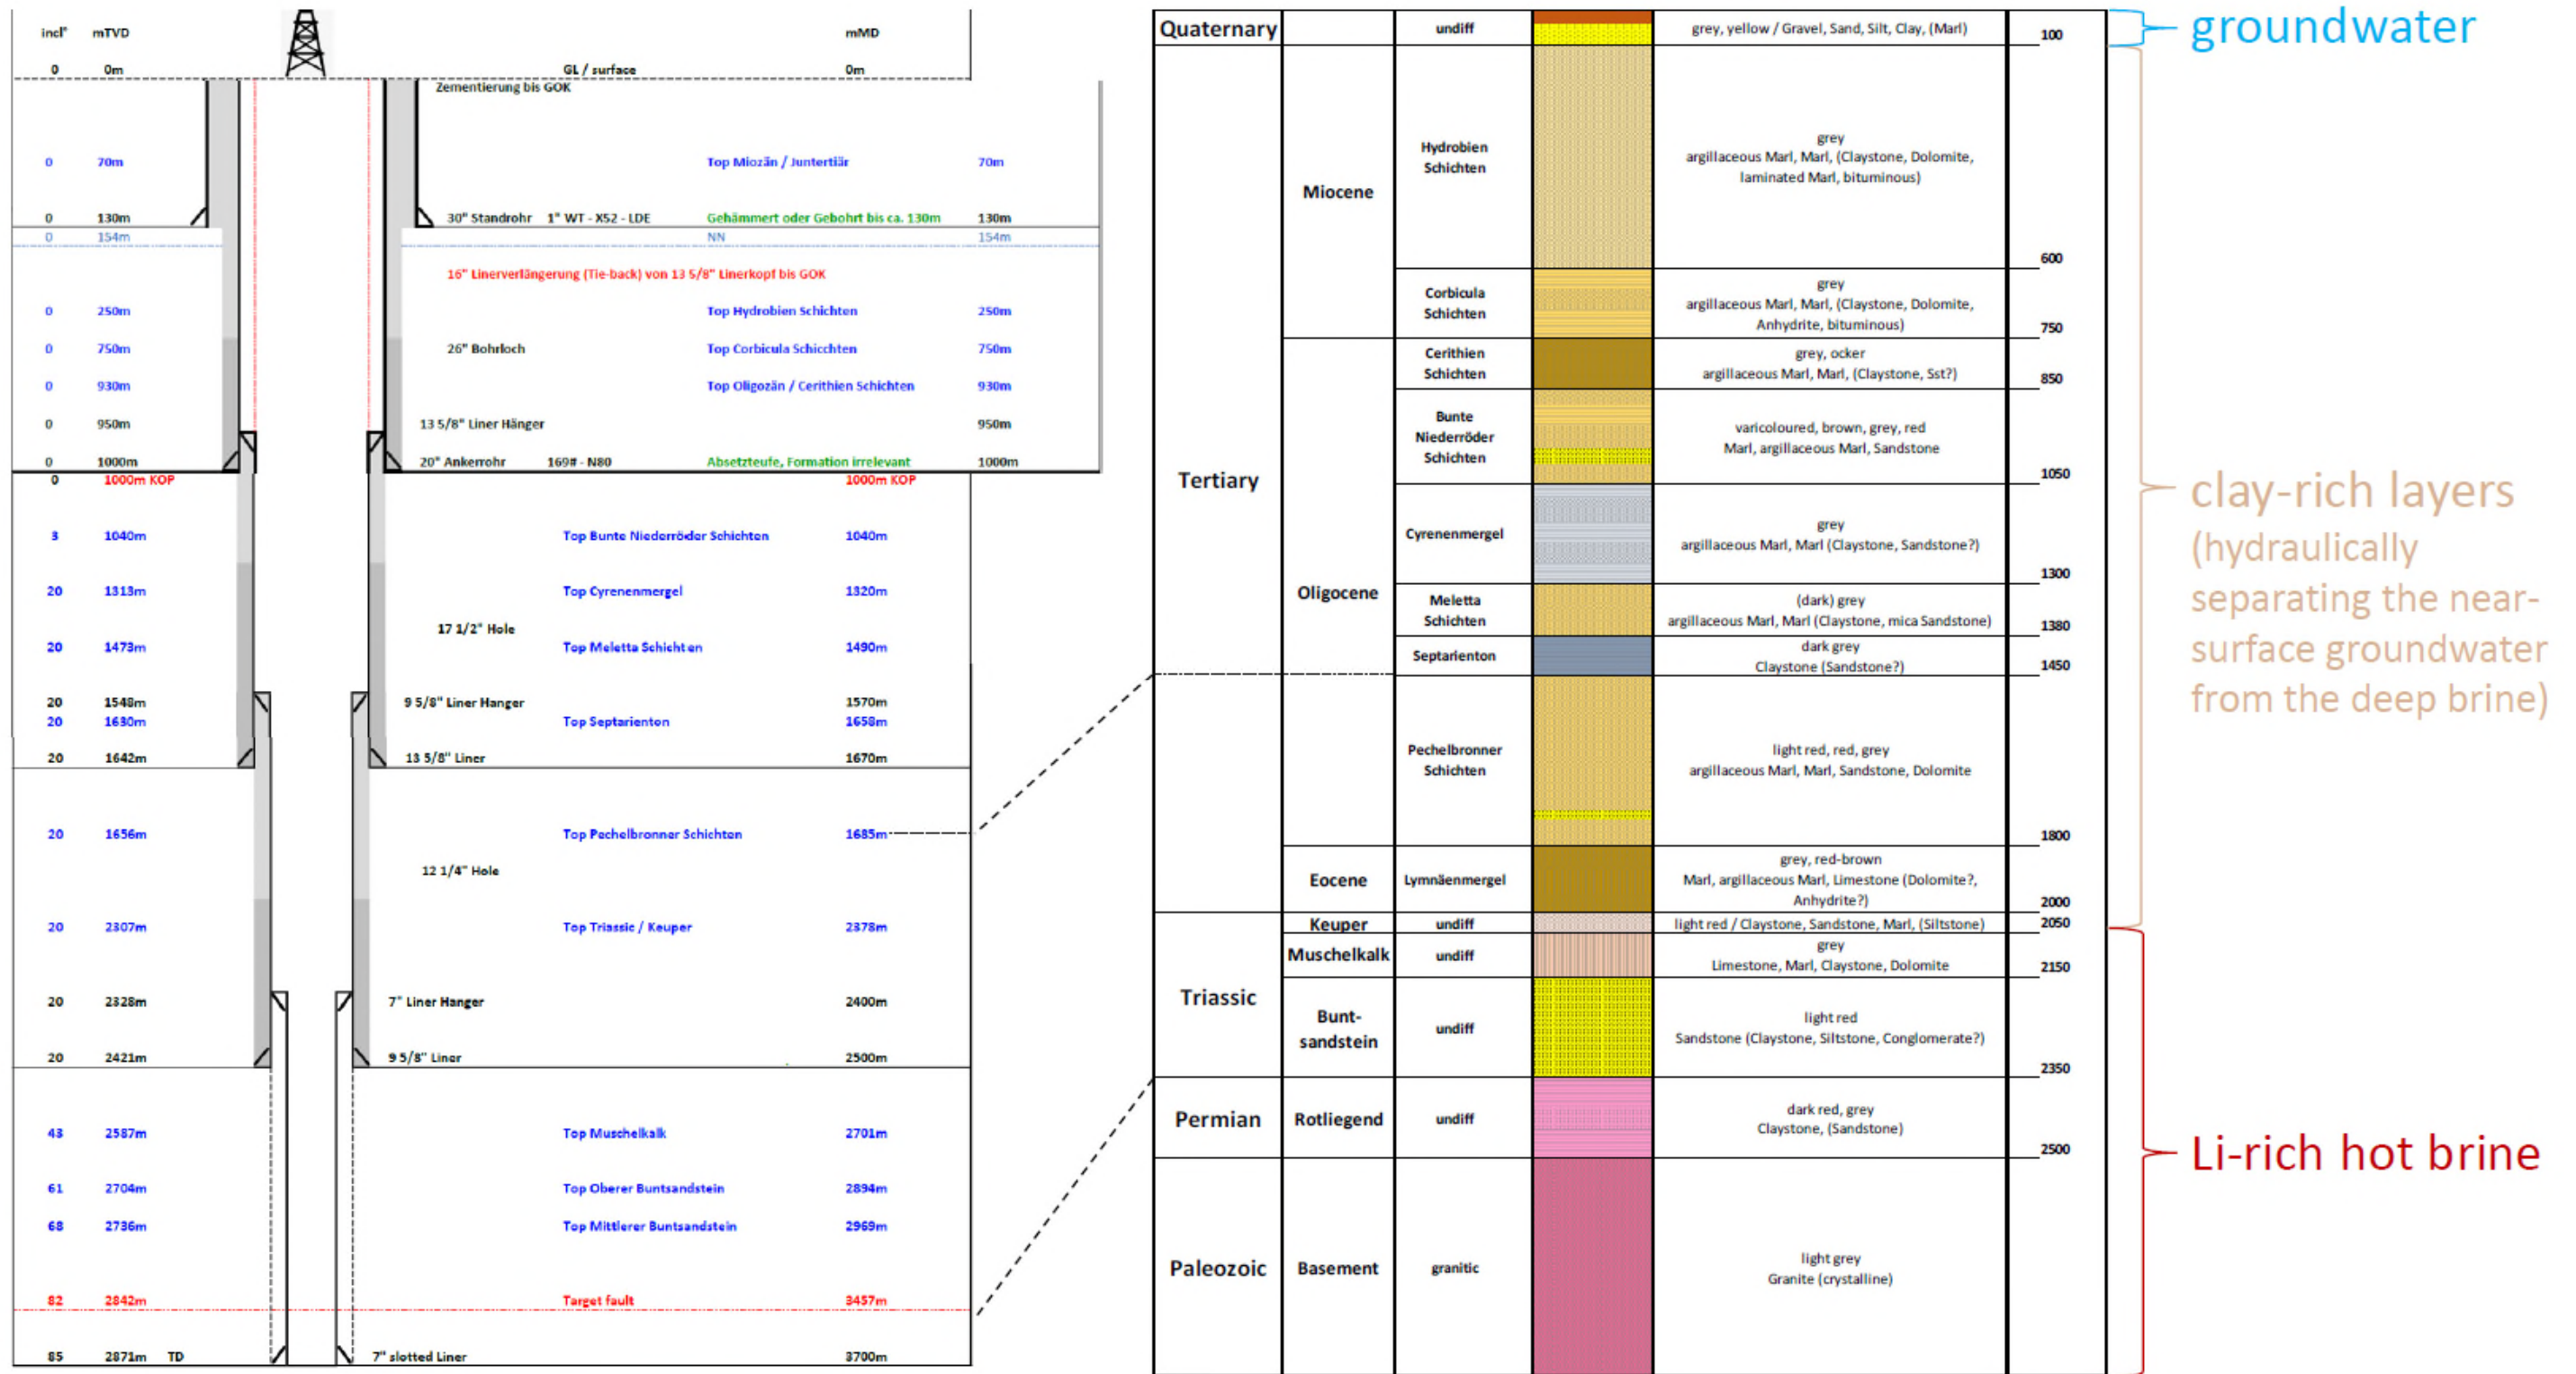 incl° mTVD mMD
0 0m GL / surface 0m
Zementierung bis GOK
0 70m Top Miozän / Juntertiär 70m
0 130m 30" Standrohr 1" WT - X52 - LDE Gehämmert oder Gebohrt bis ca. 130m 130m
0 154m NN 154m
16" Linerverlängerung (Tie-back) von 13 5/8" Linerkopf bis GOK
0 250m Top Hydrobien Schichten 250m
0 750m 26" Bohrloch Top Corbicula Schicchten 750m
0 930m Top Oligozän / Cerithien Schichten 930m
0 950m 13 5/8" Liner Hänger 950m
0 1000m 20" Ankerrohr 169# - N80 Absetzteufe, Formation irrelevant 1000m
0 1000m KOP 1000m KOP
3 1040m Top Bunte Niederröder Schichten 1040m
20 1313m Top Cyrenenmergel 1320m
17 1/2" Hole
20 1473m Top Meletta Schichten 1490m
20 1548m 9 5/8" Liner Hanger 1570m
20 1630m Top Septarienton 1658m
20 1642m 13 5/8" Liner 1670m
20 1656m Top Pechelbronner Schichten 1685m
12 1/4" Hole
20 2307m Top Triassic / Keuper 2378m
20 2328m 7" Liner Hanger 2400m
20 2421m 9 5/8" Liner 2500m
43 2587m Top Muschelkalk 2701m
61 2704m Top Oberer Buntsandstein 2894m
68 2736m Top Mittlerer Buntsandstein 2969m
82 2842m Target fault 3457m
85 2871m TD 7" slotted Liner 3700m
Quaternary undiff grey, yellow / Gravel, Sand, Silt, Clay, (Marl) 100
Tertiary
Miocene
Hydrobien
Schichten
grey
argillaceous Marl, Marl, (Claystone, Dolomite,
laminated Marl, bituminous)
600
Corbicula
Schichten
grey
argillaceous Marl, Marl, (Claystone, Dolomite,
Anhydrite, bituminous)
750
Oligocene
Cerithien
Schichten
grey, ocker
argillaceous Marl, Marl, (Claystone, Sst?)
850
Bunte
Niederröder
Schichten
varicoloured, brown, grey, red
Marl, argillaceous Marl, Sandstone
1050
Cyrenenmergel
grey
argillaceous Marl, Marl (Claystone, Sandstone?)
1300
Meletta
Schichten
(dark) grey
argillaceous Marl, Marl (Claystone, mica Sandstone)
1380
Septarienton
dark grey
Claystone (Sandstone?)
1450
Pechelbronner
Schichten
light red, red, grey
argillaceous Marl, Marl, Sandstone, Dolomite
1800
Eocene
Lymnäenmergel
grey, red-brown
Marl, argillaceous Marl, Limestone (Dolomite?,
Anhydrite?)
2000
Triassic
Keuper undiff light red / Claystone, Sandstone, Marl, (Siltstone) 2050
Muschelkalk undiff
grey
Limestone, Marl, Claystone, Dolomite
2150
Bunt-
sandstein
undiff
light red
Sandstone (Claystone, Siltstone, Conglomerate?)
2350
Permian Rotliegend undiff
dark red, grey
Claystone, (Sandstone)
2500
Paleozoic Basement granitic
light grey
Granite (crystalline)
groundwater
clay-rich layers
(hydraulically
separating the near-
surface groundwater
from the deep brine)
Li-rich hot brine